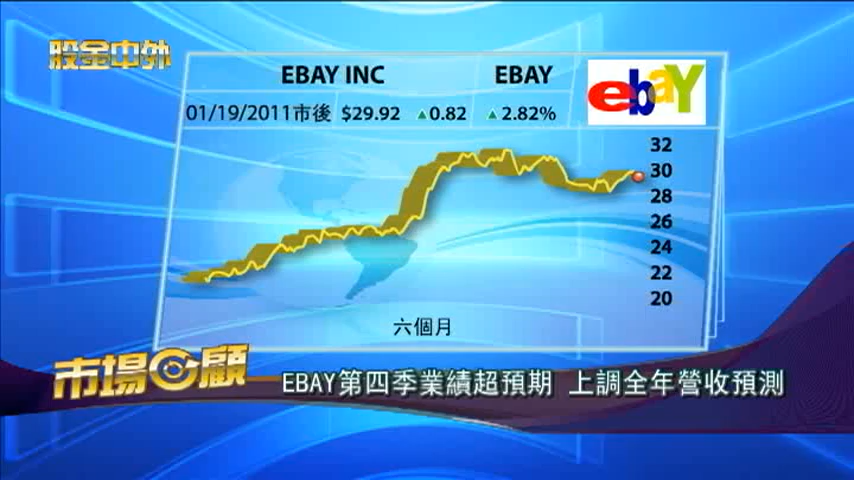 股金中外
EBAY INC EBAY
ebaY
01/19/2011市後 $29.92 ▲0.82 ▲2.82%
32
30
28
26
24
22
20
六個月
市場回顧
EBAY第四季業績超預期 上調全年營收預測